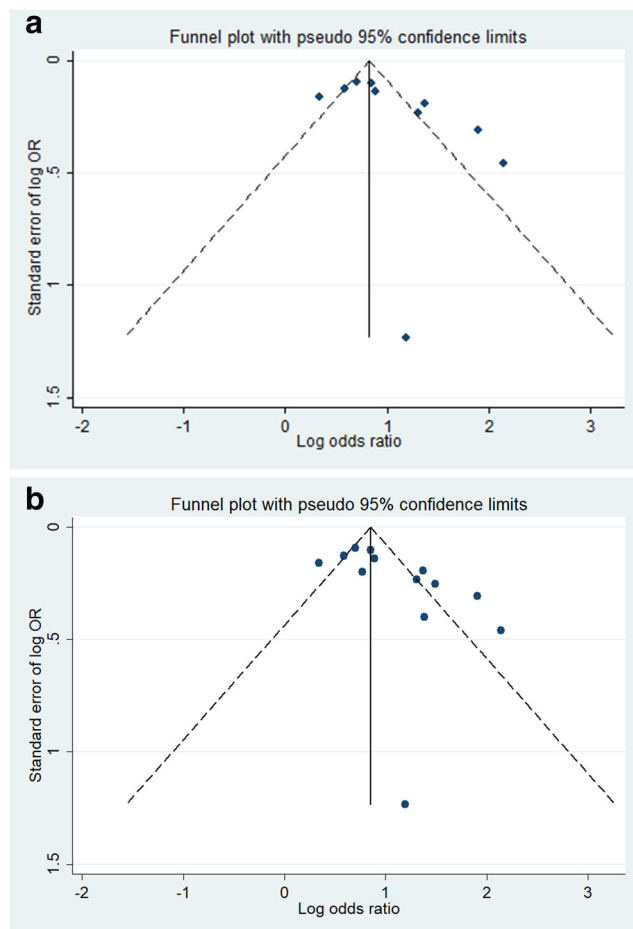 a
Funnel plot with pseudo 95% confidence limits
0
.5
1
1.5
Standard error of log OR
-2 -1 0 1 2 3
Log odds ratio
b
Funnel plot with pseudo 95% confidence limits
0
.5
1
1.5
Standard error of log OR
-2 -1 0 1 2 3
Log odds ratio